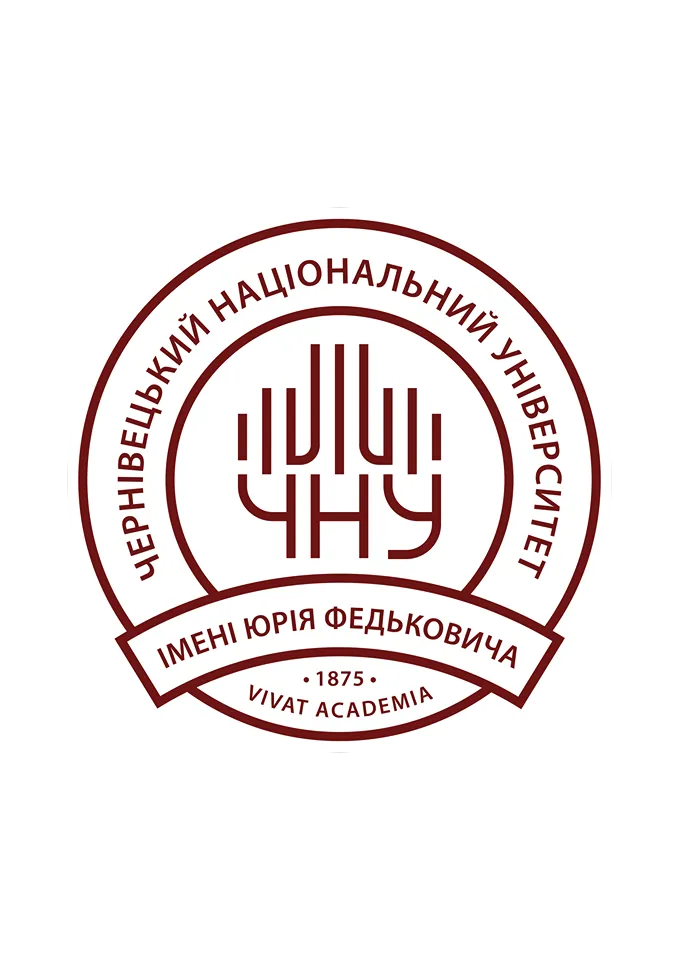 ЧЕРНІВЕЦЬКИЙ НАЦІОНАЛЬНИЙ УНІВЕРСИТЕТ
ЧНУ
ІМЕНІ ЮРІЯ ФЕДЬКОВИЧА
• 1875 •
VIVAT ACADEMIA